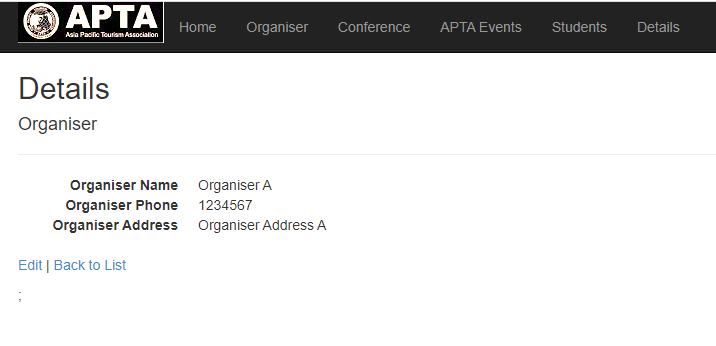 APTA
Asia Pacific Tourism Association
Home Organiser Conference APTA Events Students Details
Details
Organiser
Organiser Name Organiser A
Organiser Phone 1234567
Organiser Address Organiser Address A
Edit | Back to List
;